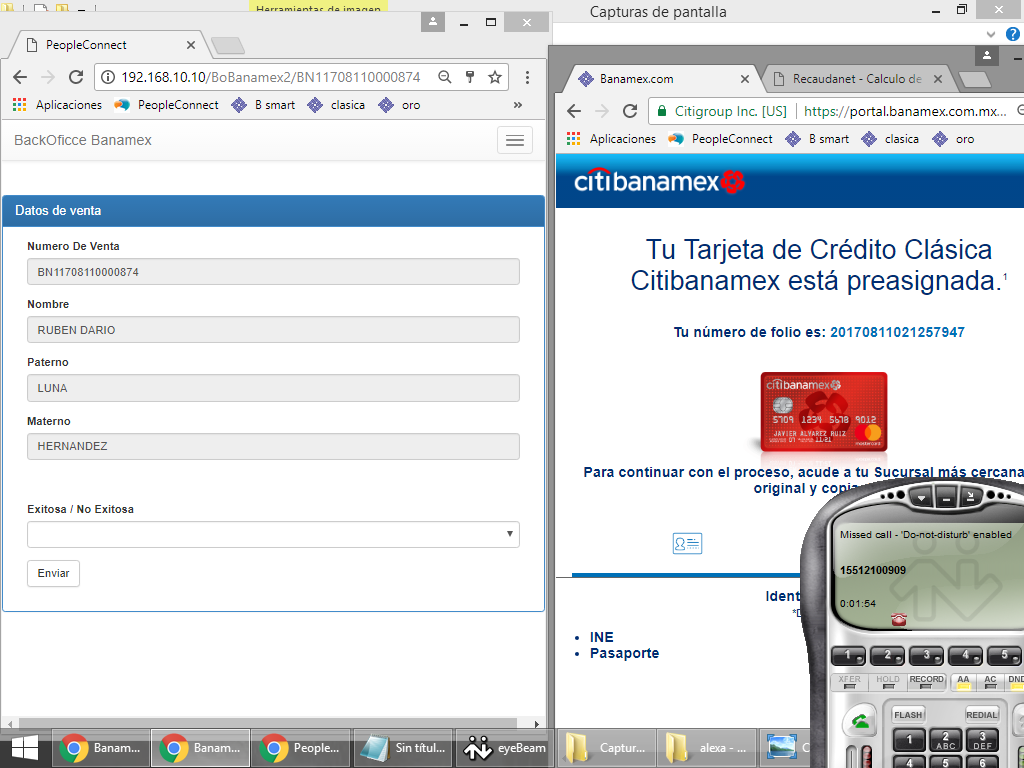 Herramientas de imagen
Capturas de pantalla
PeopleConnect
192.168.10.10/BoBanamex2/BN11708110000874
Aplicaciones
PeopleConnect
B smart
clasica
oro
»
BackOficce Banamex
Datos de venta
Numero De Venta
BN11708110000874
Nombre
RUBEN DARIO
Paterno
LUNA
Materno
HERNANDEZ
Exitosa / No Exitosa
Enviar
Banamex.com
Recaudanet - Calculo de
Citigroup Inc. [US]
https://portal.banamex.com.mx...
Aplicaciones
PeopleConnect
B smart
clasica
oro
citibanamex
Tu Tarjeta de Crédito Clásica
Citibanamex está preasignada.¹
Tu número de folio es: 20170811021257947
citibanamex
5709 1234 5678 9012
JAVIER ALVAREZ RUIZ
mastercard
Para continuar con el proceso, acude a tu Sucursal más cercana
original y copia
Ident
INE
Pasaporte
Missed call - 'Do-not-disturb' enabled
15512100909
0:01:54
1
2
3
4
5
XFER
HOLD
RECORD
AA
AC
DND
FLASH
REDIAL
1
2
ABC
3
DEF
4
5
6
Banam...
Banam...
People...
Sin títul...
eyeBeam
Captur...
alexa - ...
C